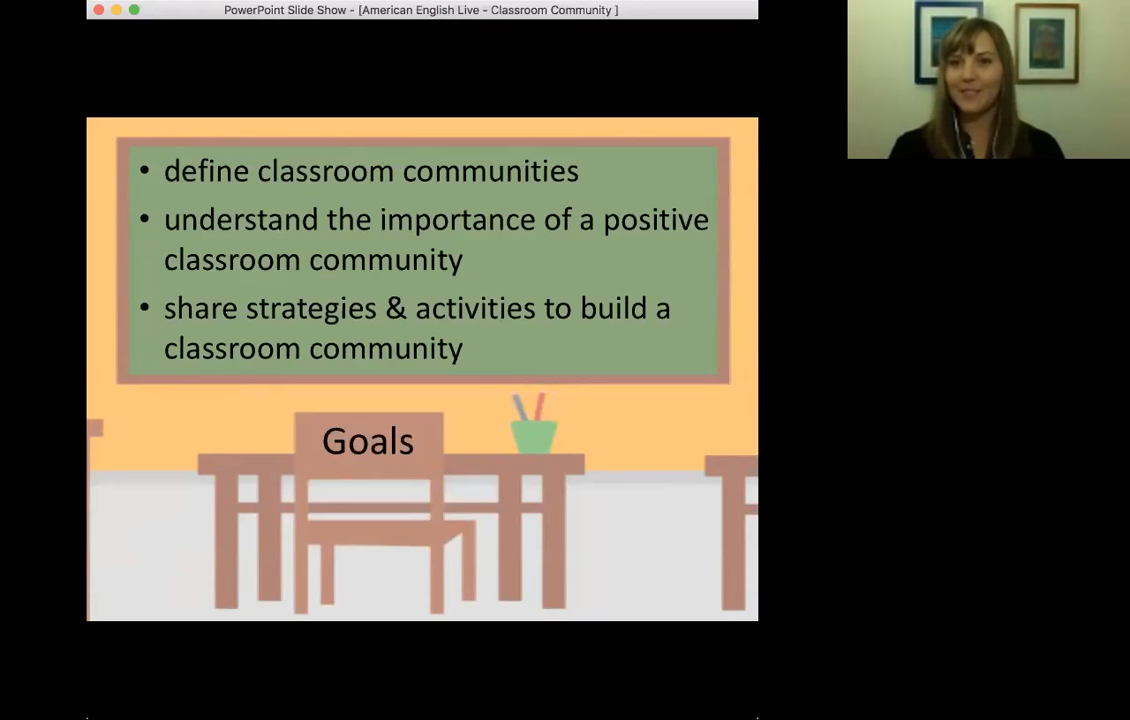 PowerPoint Slide Show - [American English Live - Classroom Community ]
• define classroom communities
• understand the importance of a positive
classroom community
• share strategies & activities to build a
classroom community
Goals